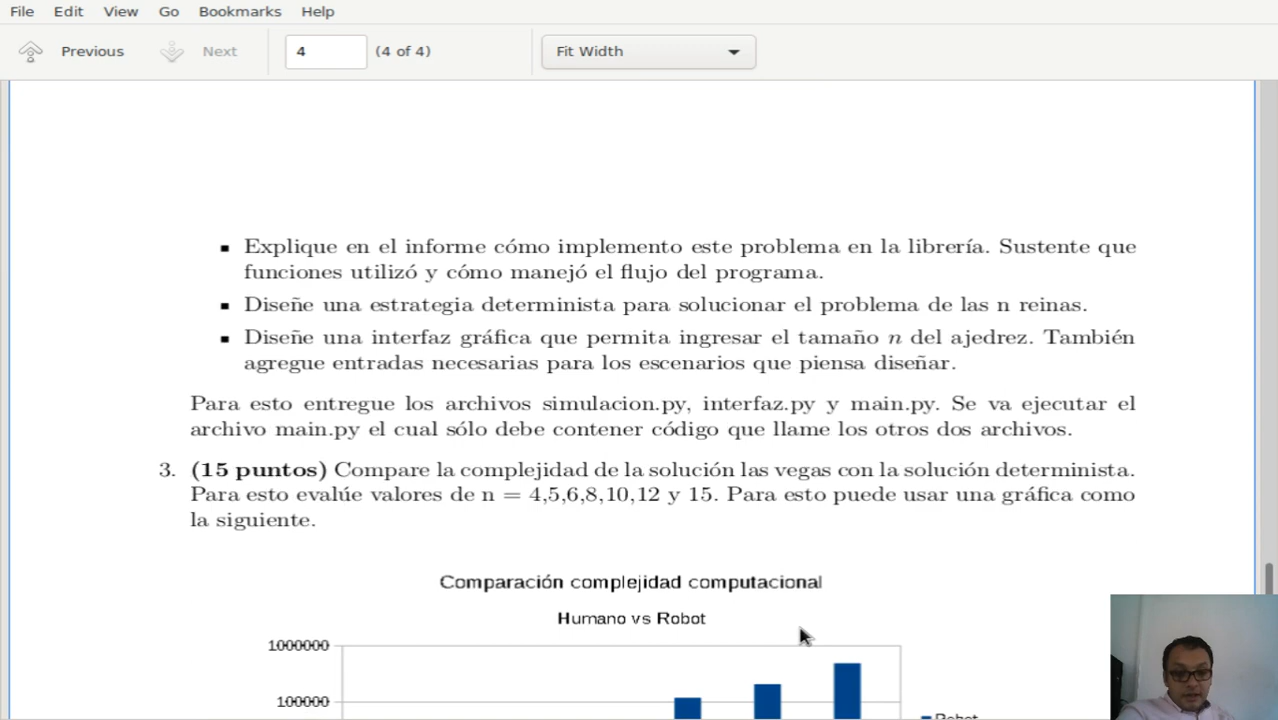 File Edit View Go Bookmarks Help
Previous Next 4 (4 of 4) Fit Width
Explique en el informe cómo implemento este problema en la librería. Sustente que
funciones utilizó y cómo manejó el flujo del programa.
Diseñe una estrategia determinista para solucionar el problema de las n reinas.
Diseñe una interfaz gráfica que permita ingresar el tamaño n del ajedrez. También
agregue entradas necesarias para los escenarios que piensa diseñar.
Para esto entregue los archivos simulacion.py, interfaz.py y main.py. Se va ejecutar el
archivo main.py el cual sólo debe contener código que llame los otros dos archivos.
3. (15 puntos) Compare la complejidad de la solución las vegas con la solución determinista.
Para esto evalúe valores de n = 4,5,6,8,10,12 y 15. Para esto puede usar una gráfica como
la siguiente.
Comparación complejidad computacional
Humano vs Robot
1000000
100000
Robot